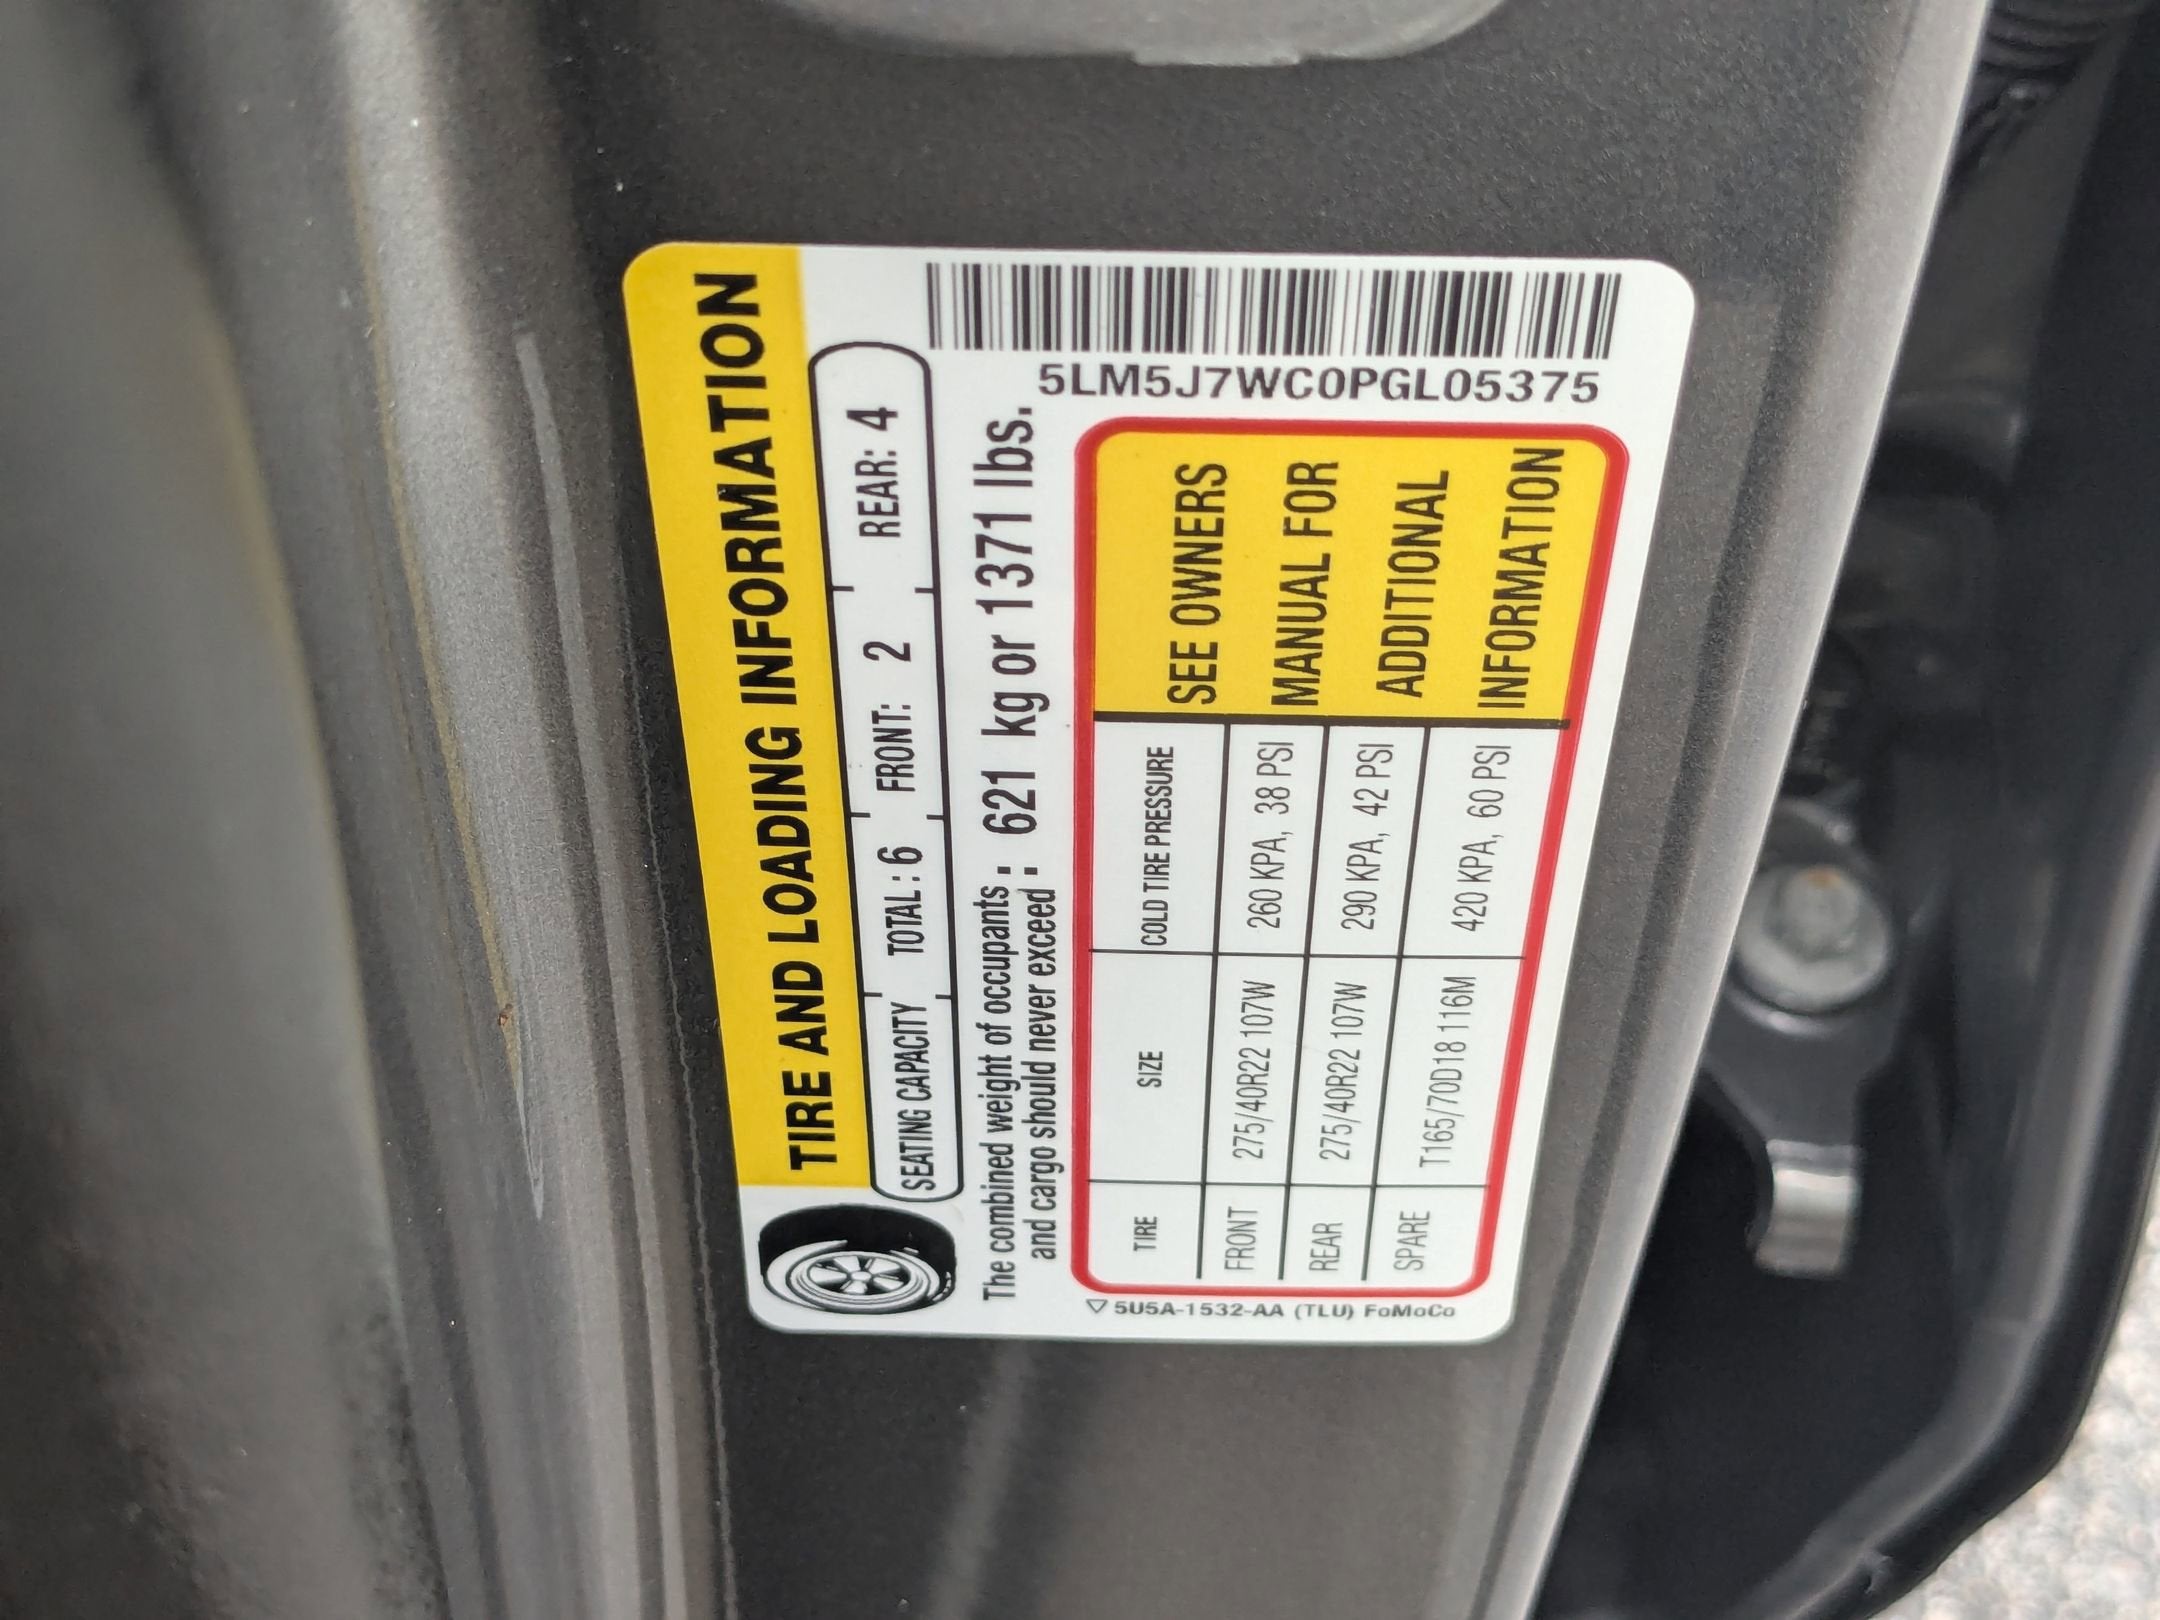 TIRE AND LOADING INFORMATION
SEATING CAPACITY TOTAL : 6 FRONT: 2 REAR: 4
The combined weight of occupants : 621 kg or 1371 lbs.
and cargo should never exceed :
5LM5J7WC0PGL05375
TIRE SIZE COLD TIRE PRESSURE
FRONT 275/40R22 107W 260 KPA, 38 PSI
REAR 275/40R22 107W 290 KPA, 42 PSI
SPARE T165/70D18 116M 420 KPA, 60 PSI
SEE OWNERS
MANUAL FOR
ADDITIONAL
INFORMATION
5U5A-1532-AA (TLU) FoMoCo